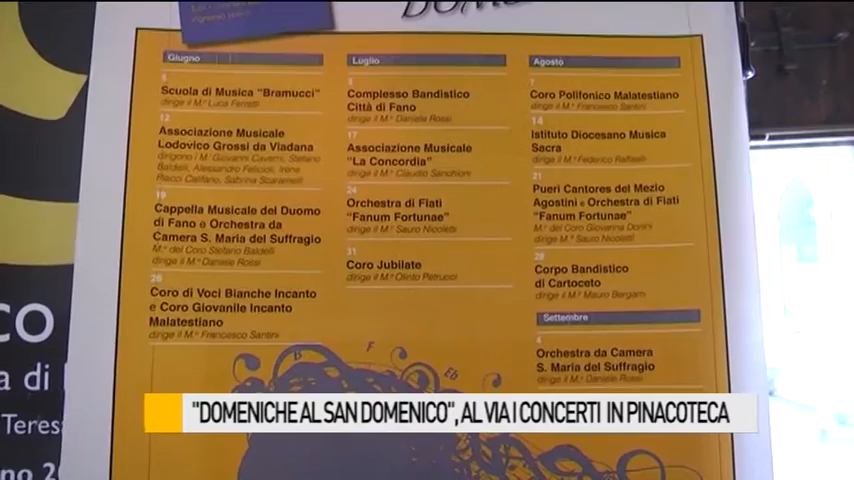 Giugno
5
Scuola di Musica "Bramucci"
dirige il M.º Luca Ferretti
12
Associazione Musicale
Lodovico Grossi da Viadana
dirigono i M.i Giovanni Caverni, Stefano
Baldelli, Alessandro Felicioli, Irene
Placci Califano, Sabrina Scaramelli
19
Cappella Musicale del Duomo
di Fano e Orchestra da
Camera S. Maria del Suffragio
M.º del Coro Stefano Baldelli
dirige il M.º Daniele Rossi
26
Coro di Voci Bianche Incanto
e Coro Giovanile Incanto
Malatestiano
dirige il M.º Francesco Santini
Luglio
3
Complesso Bandistico
Città di Fano
dirige il M.º Daniele Rossi
17
Associazione Musicale
"La Concordia"
dirige il M.º Claudio Sanchioni
24
Orchestra di Fiati
"Fanum Fortunae"
dirige il M.º Sauro Nicoletti
31
Coro Jubilate
dirige il M.º Olinto Petrucci
Agosto
7
Coro Polifonico Malatestiano
dirige il M.º Francesco Santini
14
Istituto Diocesano Musica
Sacra
dirige il M.º Federico Raffaelli
21
Pueri Cantores del Mezio
Agostini e Orchestra di Fiati
"Fanum Fortunae"
M.º del Coro Giovanna Donini
dirige il M.º Sauro Nicoletti
28
Corpo Bandistico
di Cartoceto
dirige il M.º Mauro Bergami
Settembre
4
Orchestra da Camera
S. Maria del Suffragio
dirige il M.º Daniele Rossi
B F Eb
co
a di
Teres
no 2
"DOMENICHE AL SAN DOMENICO", AL VIA I CONCERTI IN PINACOTECA